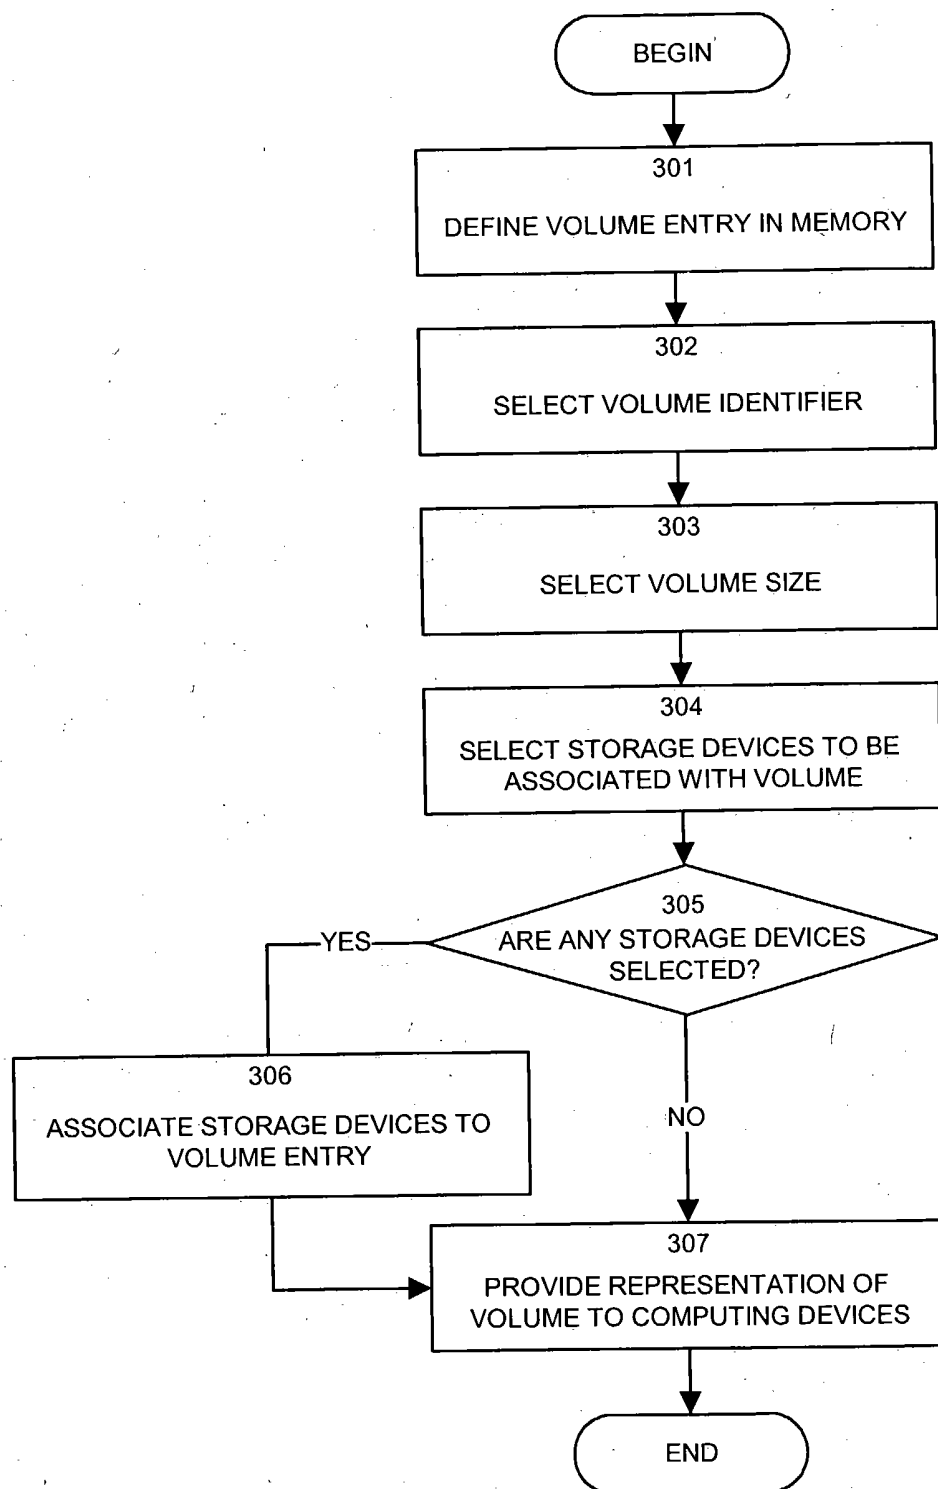 BEGIN
301
DEFINE VOLUME ENTRY IN MEMORY
302
SELECT VOLUME IDENTIFIER
303
SELECT VOLUME SIZE
304
SELECT STORAGE DEVICES TO BE
ASSOCIATED WITH VOLUME
305
ARE ANY STORAGE DEVICES
SELECTED?
YES
306
ASSOCIATE STORAGE DEVICES TO
VOLUME ENTRY
NO
307
PROVIDE REPRESENTATION OF
VOLUME TO COMPUTING DEVICES
END